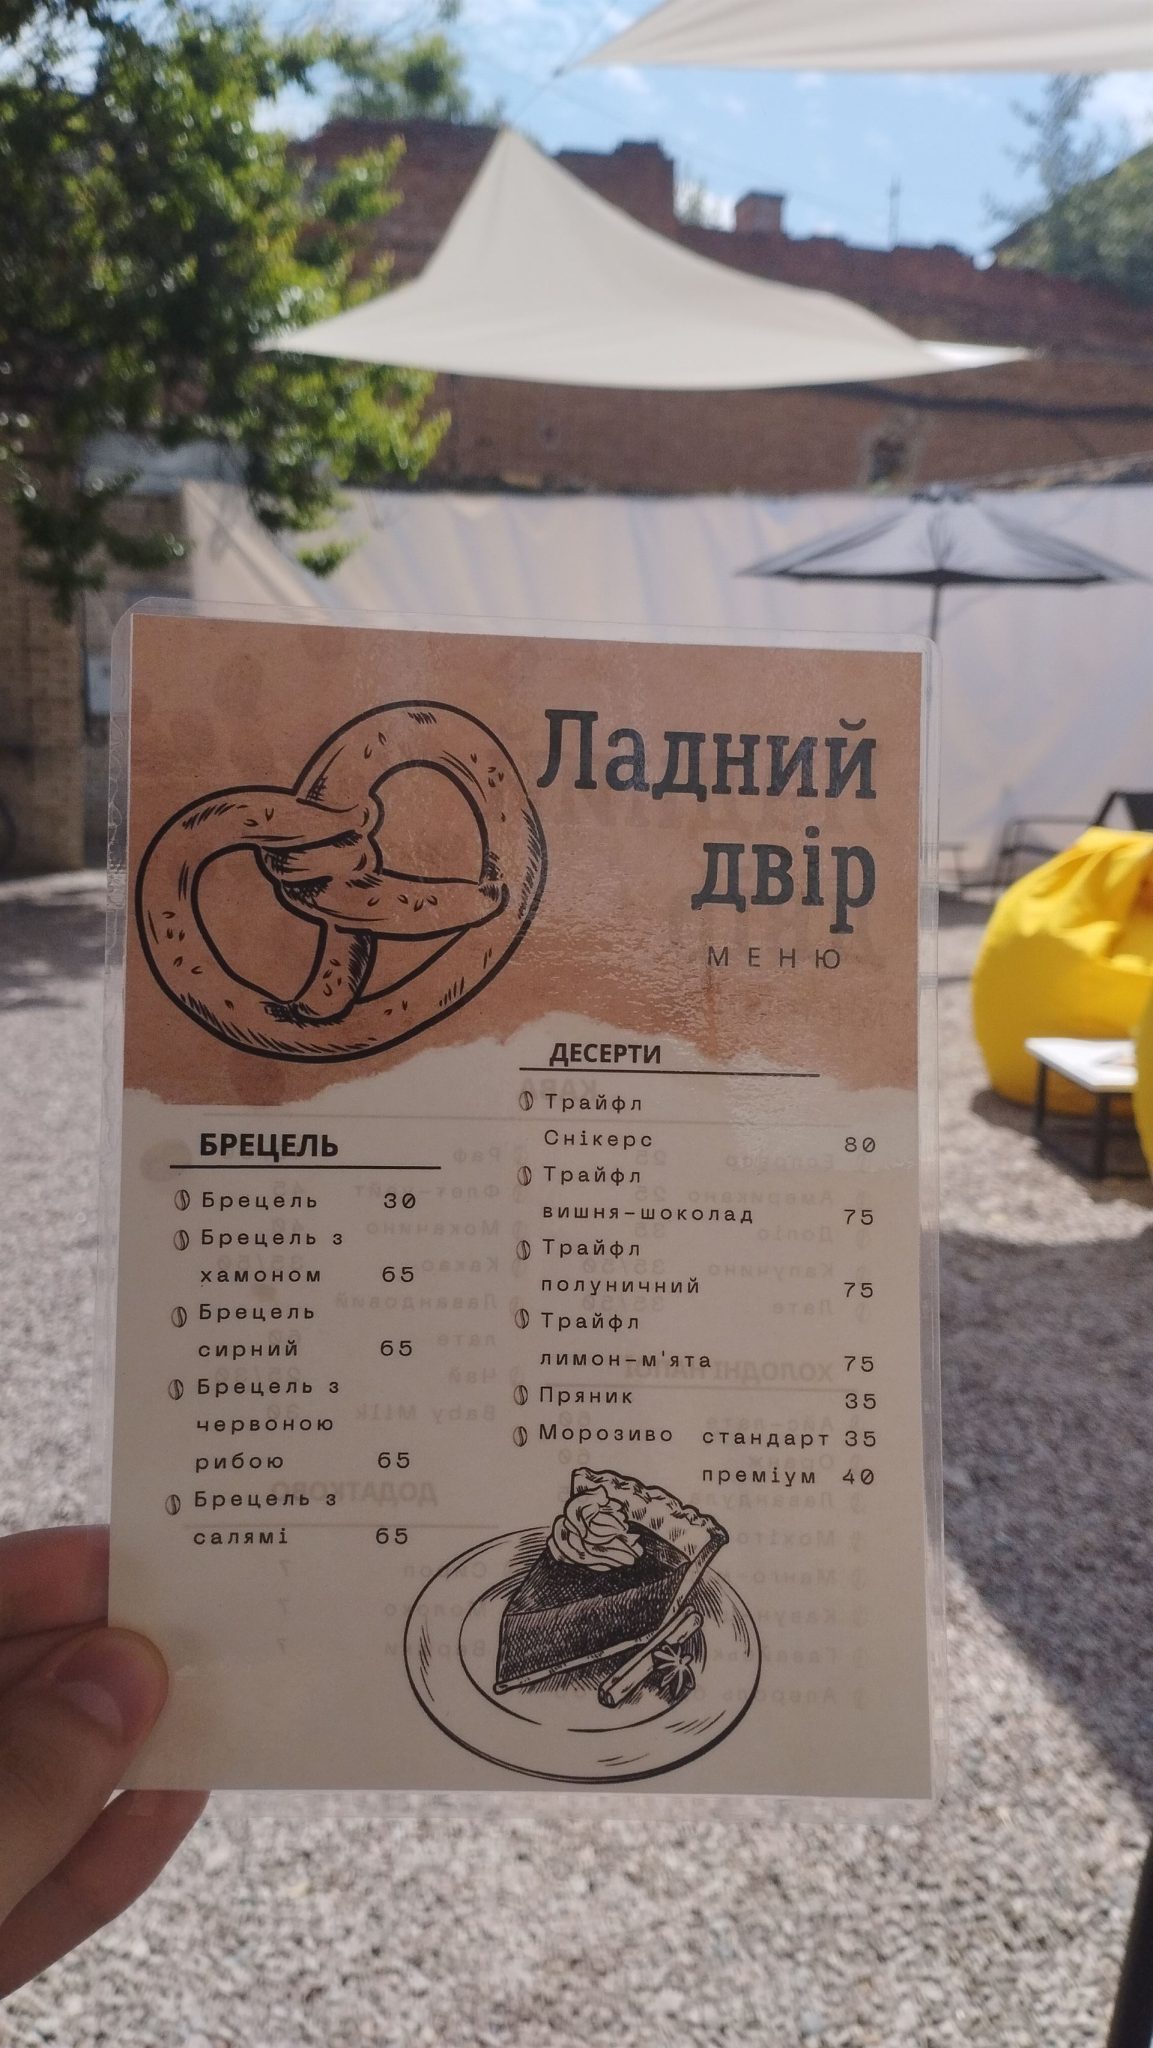 Ладний
двір
МЕНЮ
БРЕЦЕЛЬ
Брецель 30
Брецель з
хамоном 65
Брецель
сирний 65
Брецель з
червоною
рибою 65
Брецель з
салямі 65
ДЕСЕРТИ
Трайфл
Снікерс 80
Трайфл
вишня-шоколад 75
Трайфл
полуничний 75
Трайфл
лимон-м'ята 75
Пряник 35
Морозиво стандарт 35
преміум 40